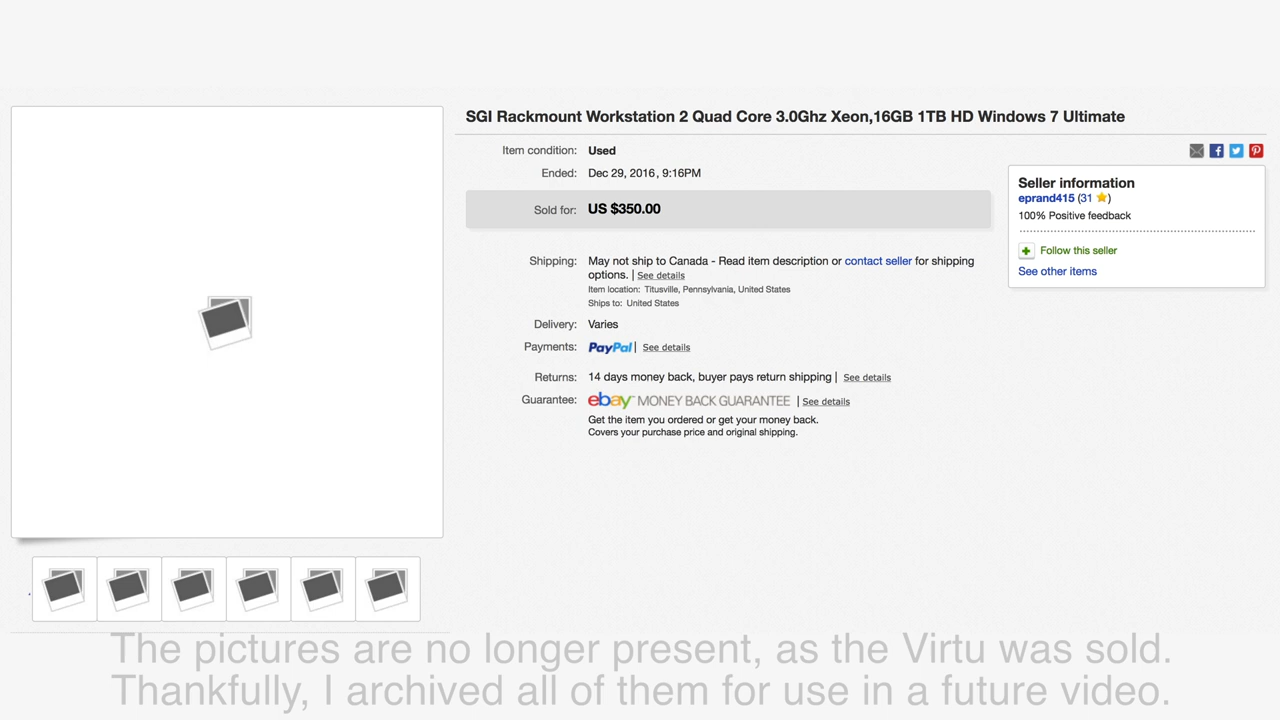 SGI Rackmount Workstation 2 Quad Core 3.0Ghz Xeon,16GB 1TB HD Windows 7 Ultimate
Item condition: Used
Ended: Dec 29, 2016 , 9:16PM
Sold for: US $350.00
Shipping: May not ship to Canada - Read item description or contact seller for shipping
options. | See details
Item location: Titusville, Pennsylvania, United States
Ships to: United States
Delivery: Varies
Payments: PayPal | See details
Returns: 14 days money back, buyer pays return shipping | See details
Guarantee: ebay MONEY BACK GUARANTEE | See details
Get the item you ordered or get your money back.
Covers your purchase price and original shipping.
Seller information
eprand415 (31)
100% Positive feedback
Follow this seller
See other items
The pictures are no longer present, as the Virtu was sold.
Thankfully, I archived all of them for use in a future video.